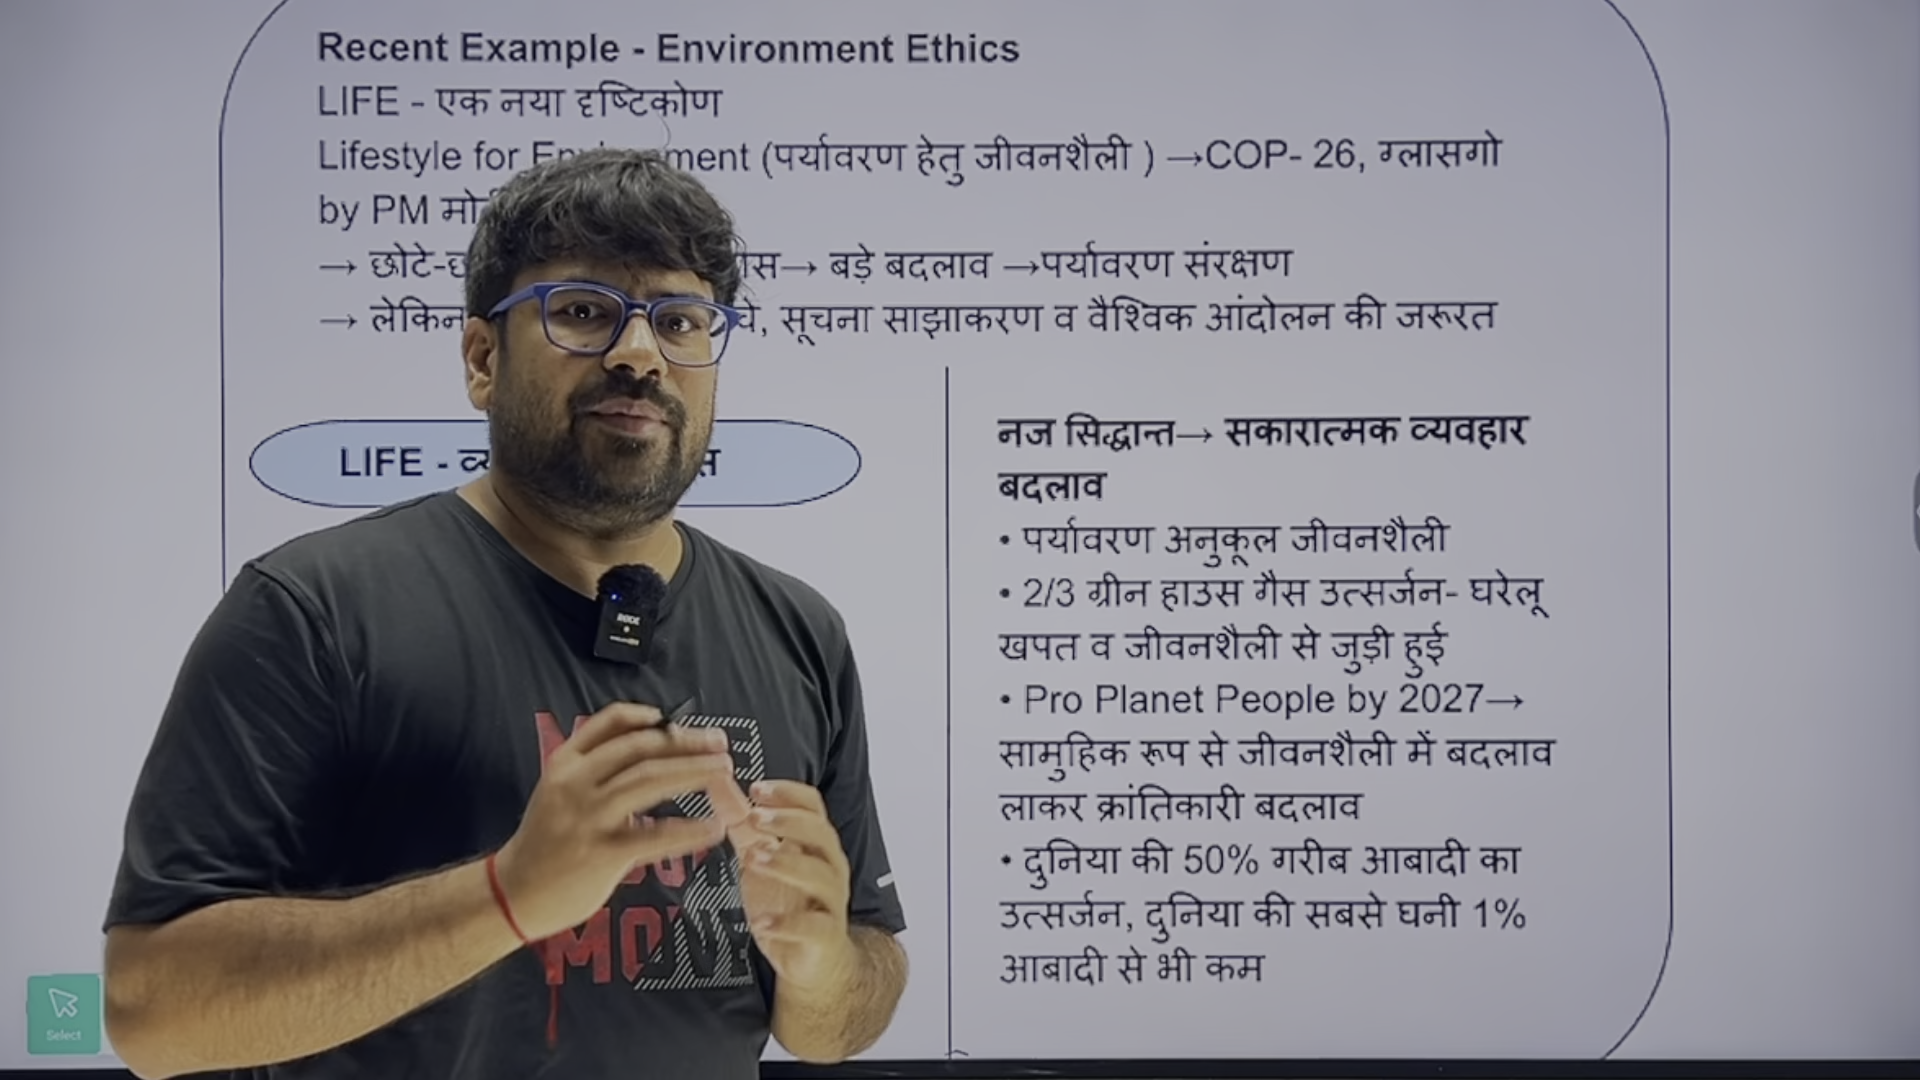 Recent Example - Environment Ethics
LIFE - एक नया दृष्टिकोण
Lifestyle for ment (पर्यावरण हेतु जीवनशैली ) →COP- 26, ग्लासगो
by PM
→ → बड़े बदलाव →पर्यावरण संरक्षण
→ लेकिन सूचना साझाकरण व वैश्विक आंदोलन की जरूरत
LIFE -
नज सिद्धान्त→ सकारात्मक व्यवहार
बदलाव
• पर्यावरण अनुकूल जीवनशैली
• 2/3 ग्रीन हाउस गैस उत्सर्जन- घरेलू
खपत व जीवनशैली से जुड़ी हुई
• Pro Planet People by 2027→
सामुहिक रूप से जीवनशैली में बदलाव
लाकर क्रांतिकारी बदलाव
• दुनिया की 50% गरीब आबादी का
उत्सर्जन, दुनिया की सबसे घनी 1%
आबादी से भी कम
RODE
MOVE
Select